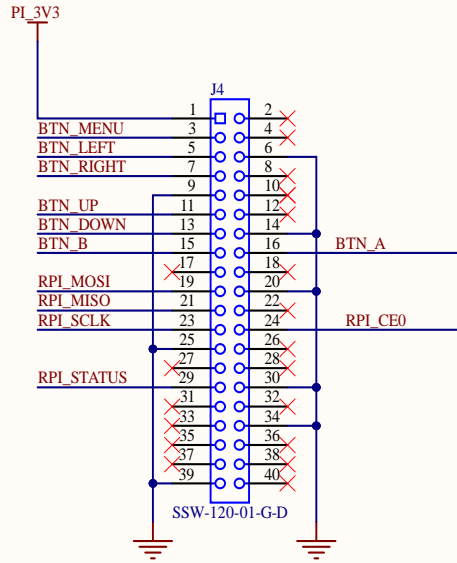 PI_3V3
J4
1 2
BTN_MENU 3 4
BTN_LEFT 5 6
BTN_RIGHT 7 8
9 10
BTN_UP 11 12
BTN_DOWN 13 14
BTN_B 15 16 BTN_A
17 18
RPI_MOSI 19 20
RPI_MISO 21 22
RPI_SCLK 23 24 RPI_CE0
25 26
27 28
RPI_STATUS 29 30
31 32
33 34
35 36
37 38
39 40
SSW-120-01-G-D